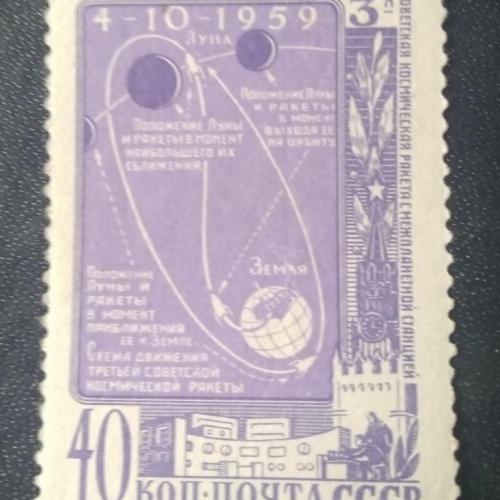 4-10-1959
ЛУНА
ПОЛОЖЕНИЕ ЛУНЫ
И РАКЕТЫ
В МОМЕНТ
ВЫХОДА ЕЕ
НА ОРБИТУ
ПОЛОЖЕНИЕ ЛУНЫ
И РАКЕТЫ В МОМЕНТ
НАИБОЛЬШЕГО ИХ
СБЛИЖЕНИЯ
ЗЕМЛЯ
ПОЛОЖЕНИЕ
ЛУНЫ И
РАКЕТЫ
В МОМЕНТ
ПРИБЛИЖЕНИЯ
ЕЕ К ЗЕМЛЕ
СХЕМА ДВИЖЕНИЯ
ТРЕТЬЕЙ СОВЕТСКОЙ
КОСМИЧЕСКОЙ РАКЕТЫ
3
СОВЕТСКАЯ КОСМИЧЕСКАЯ РАКЕТА С МЕЖПЛАНЕТНОЙ СТАНЦИЕЙ
40
КОП·ПОЧТА СССР